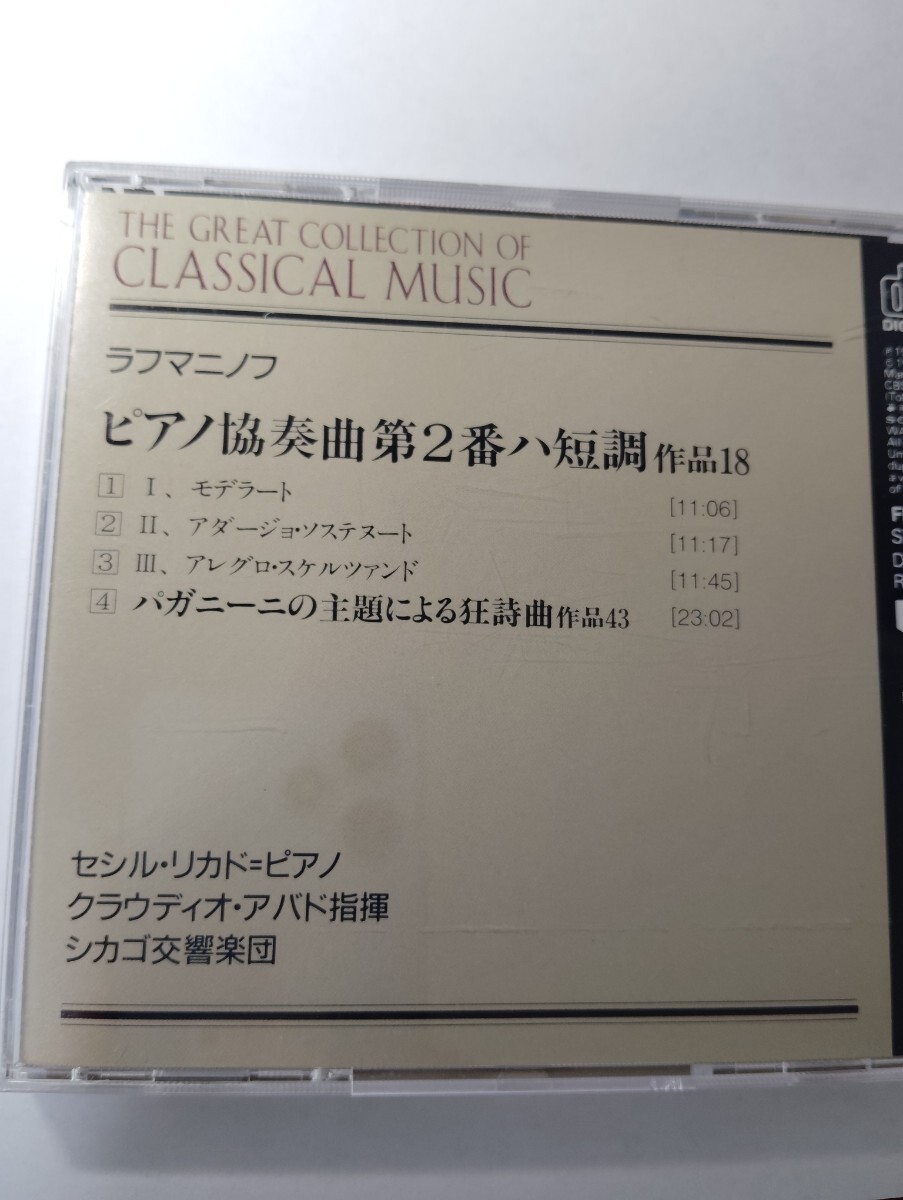 THE GREAT COLLECTION OF
CLASSICAL MUSIC
ラフマニノフ
ピアノ協奏曲第2番ハ短調 作品18
1 I、モデラート [11:06]
2 II、アダージョ・ソステヌート [11:17]
3 III、アレグロ・スケルツァンド [11:45]
4 パガニーニの主題による狂詩曲 作品43 [23:02]
セシル・リカド=ピアノ
クラウディオ・アバド指揮
シカゴ交響楽団